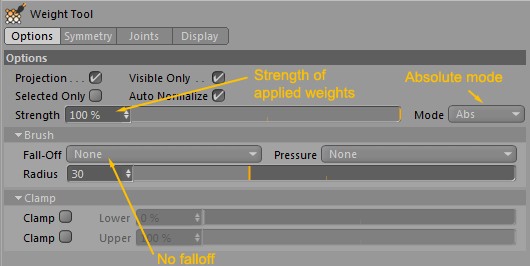 Weight Tool
Options Symmetry Joints Display
Options
Projection . . . Visible Only . . Strength of applied weights Absolute mode
Selected Only Auto Normalize
Strength 100 % Mode Abs
Brush
Fall-Off None Pressure None
Radius 30
Clamp
Clamp Lower 0 %
Clamp Upper 100 %
No falloff